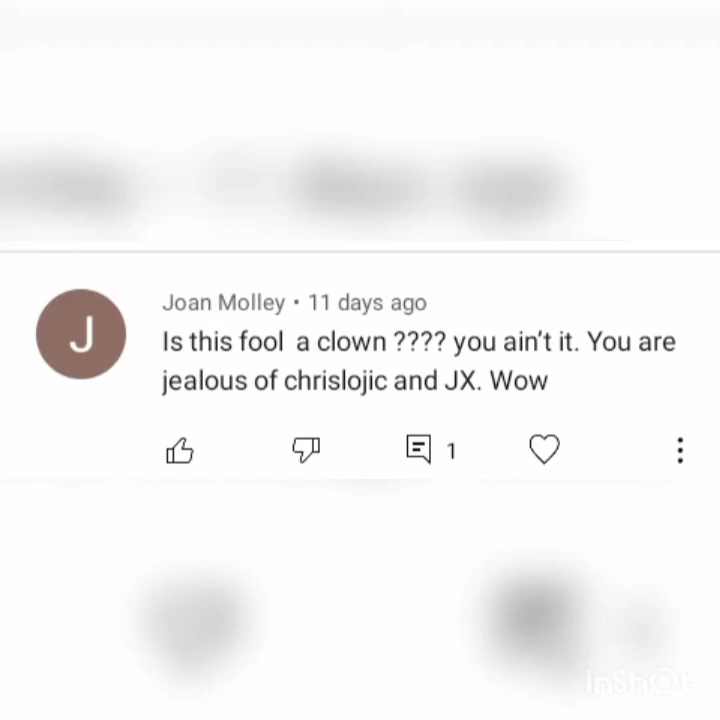 J
Joan Molley • 11 days ago
Is this fool  a clown ???? you ain't it. You are
jealous of chrislojic and JX. Wow
1
InShOt